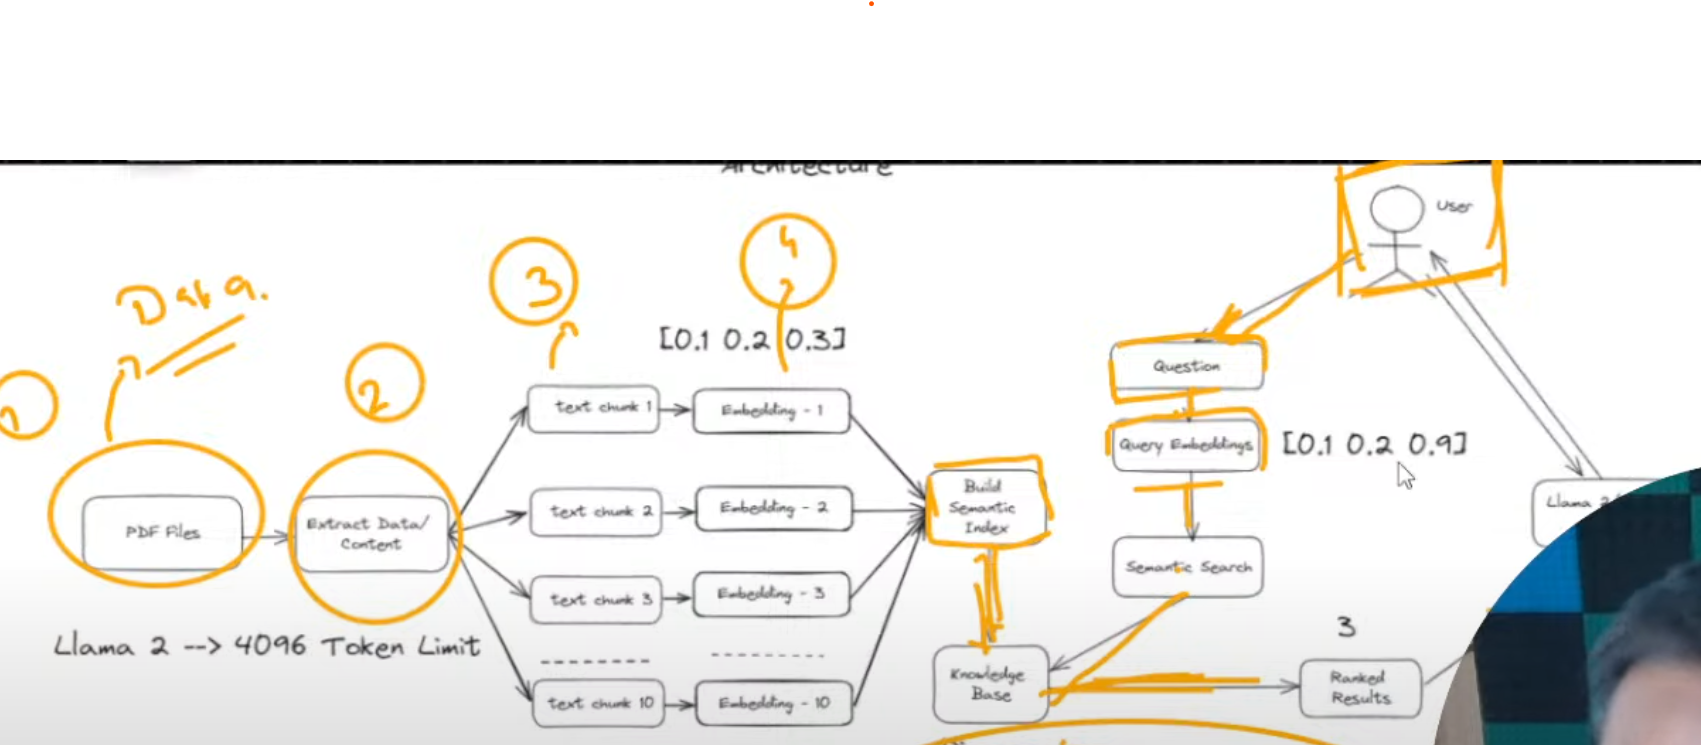 Architecture
User
4
3
Data.
[0.1 0.2 0.3]
Question
2
1
text chunk 1
Embedding - 1
Query Embeddings
[0.1 0.2 0.9]
Build
Semantic
Index
PDF Files
Extract Data/
Content
text chunk 2
Embedding - 2
Llama 2
Semantic Search
text chunk 3
Embedding - 3
Llama 2 --> 4096 Token Limit
3
Knowledge
Base
Ranked
Results
text chunk 10
Embedding - 10